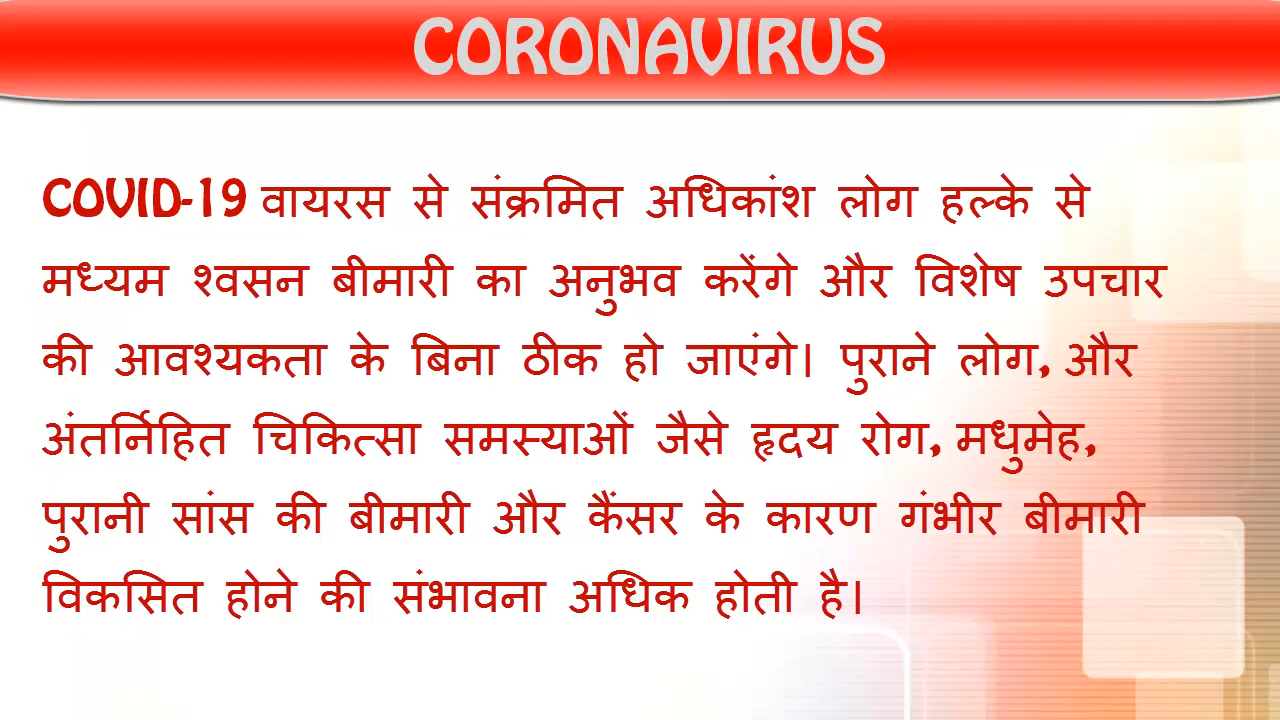 CORONAVIRUS
COVID-19 वायरस से संक्रमित अधिकांश लोग हल्के से
मध्यम श्वसन बीमारी का अनुभव करेंगे और विशेष उपचार
की आवश्यकता के बिना ठीक हो जाएंगे। पुराने लोग, और
अंतर्निहित चिकित्सा समस्याओं जैसे हृदय रोग, मधुमेह,
पुरानी सांस की बीमारी और कैंसर के कारण गंभीर बीमारी
विकसित होने की संभावना अधिक होती है।